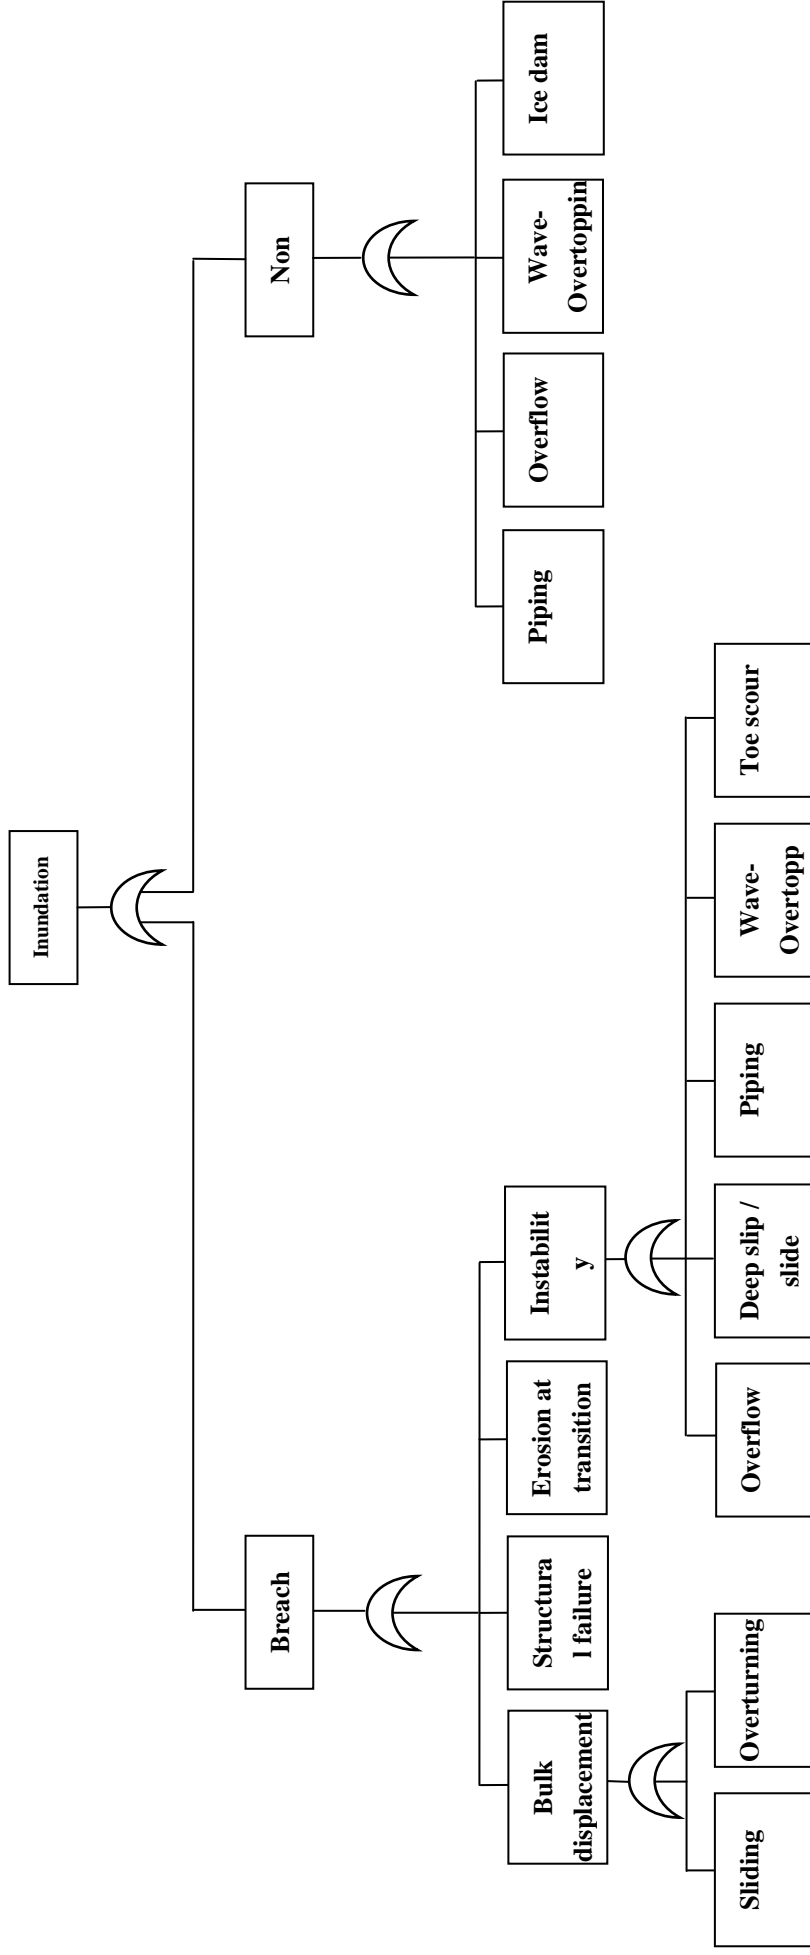 Inundation
Breach
Non
Bulk
displacement
Structura
l failure
Erosion at
transition
Instabilit
y
Piping
Overflow
Wave-
Overtoppin
Ice dam
Sliding
Overturning
Overflow
Deep slip /
slide
Piping
Wave-
Overtopp
Toe scour